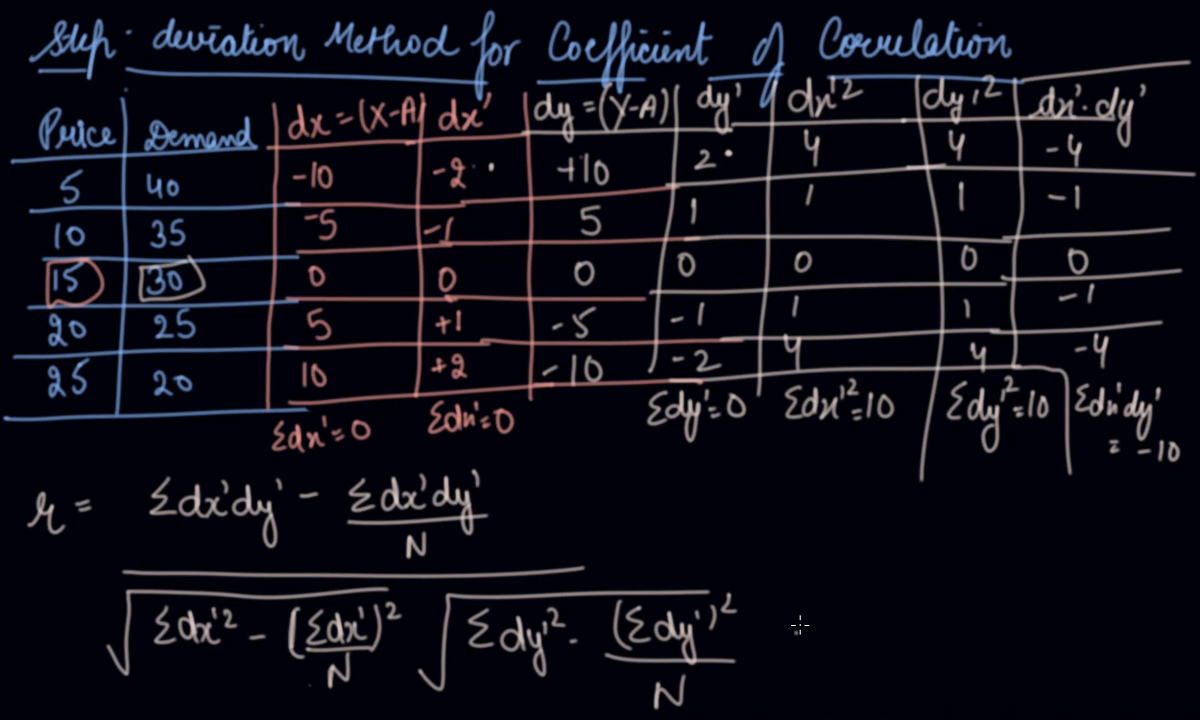 Step-deviation Method for Coefficient of Correlation
Price Demand dx = (X-A) dx' dy = (Y-A) dy' dx'² dy'² dx'·dy'
5 40 -10 -2 +10 2 4 4 -4
10 35 -5 -1 5 1 1 1 -1
15 30 0 0 0 0 0 0 0
20 25 5 +1 -5 -1 1 1 -1
25 20 10 +2 -10 -2 4 4 -4
Σdx'=0 Σdx'=0 Σdy'=0 Σdx'²=10 Σdy'²=10 Σdx'dy'
= -10
r = Σdx'dy' - Σdx'dy'
N
√Σdx'² - (Σdx')² √Σdy'² - (Σdy')²
N N